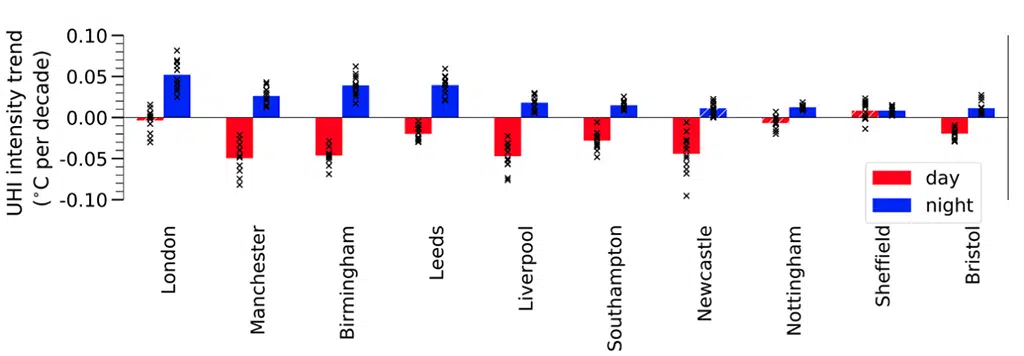 UHI intensity trend
(°C per decade)
0.10
0.05
0.00
-0.05
-0.10
day
night
London
Manchester
Birmingham
Leeds
Liverpool
Southampton
Newcastle
Nottingham
Sheffield
Bristol